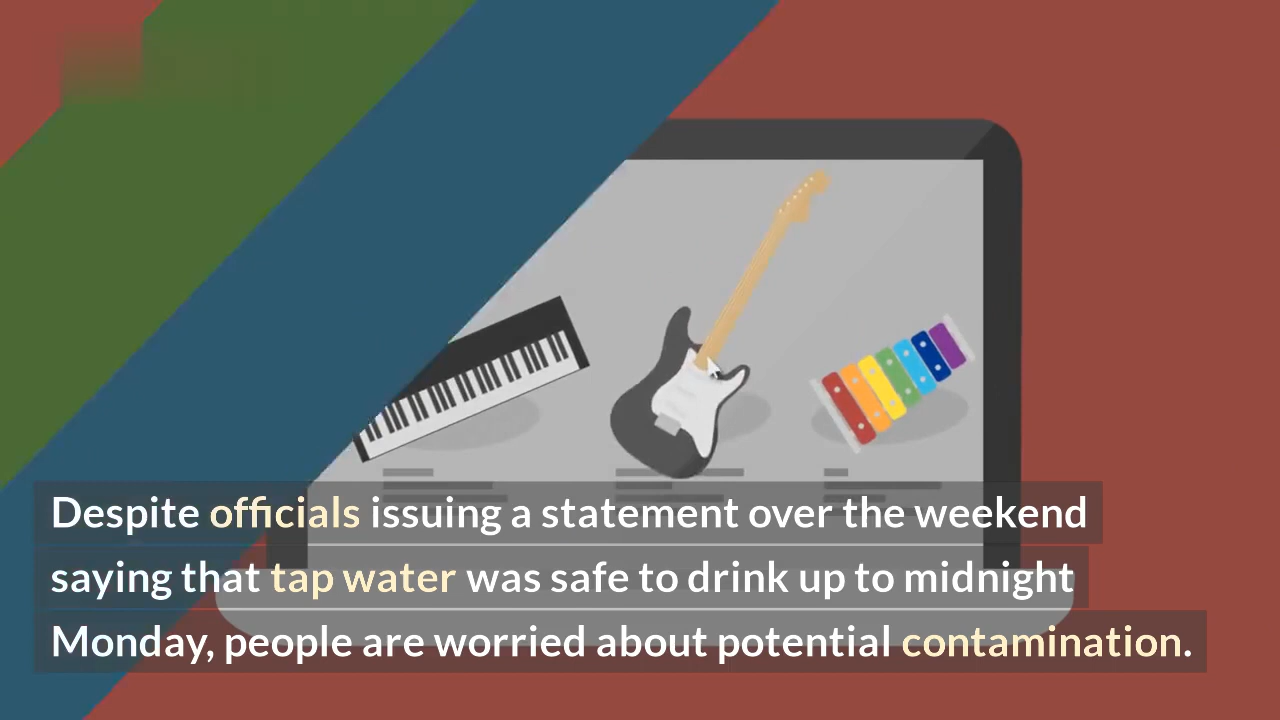 Despite officials issuing a statement over the weekend
saying that tap water was safe to drink up to midnight
Monday, people are worried about potential contamination.